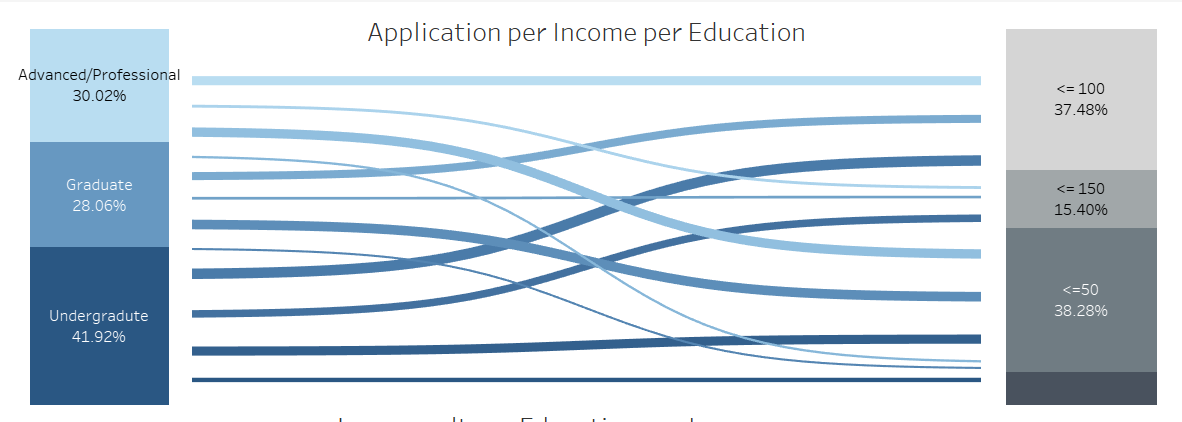 Application per Income per Education
Advanced/Professional
30.02%
Graduate
28.06%
Undergradute
41.92%
<= 100
37.48%
<= 150
15.40%
<=50
38.28%